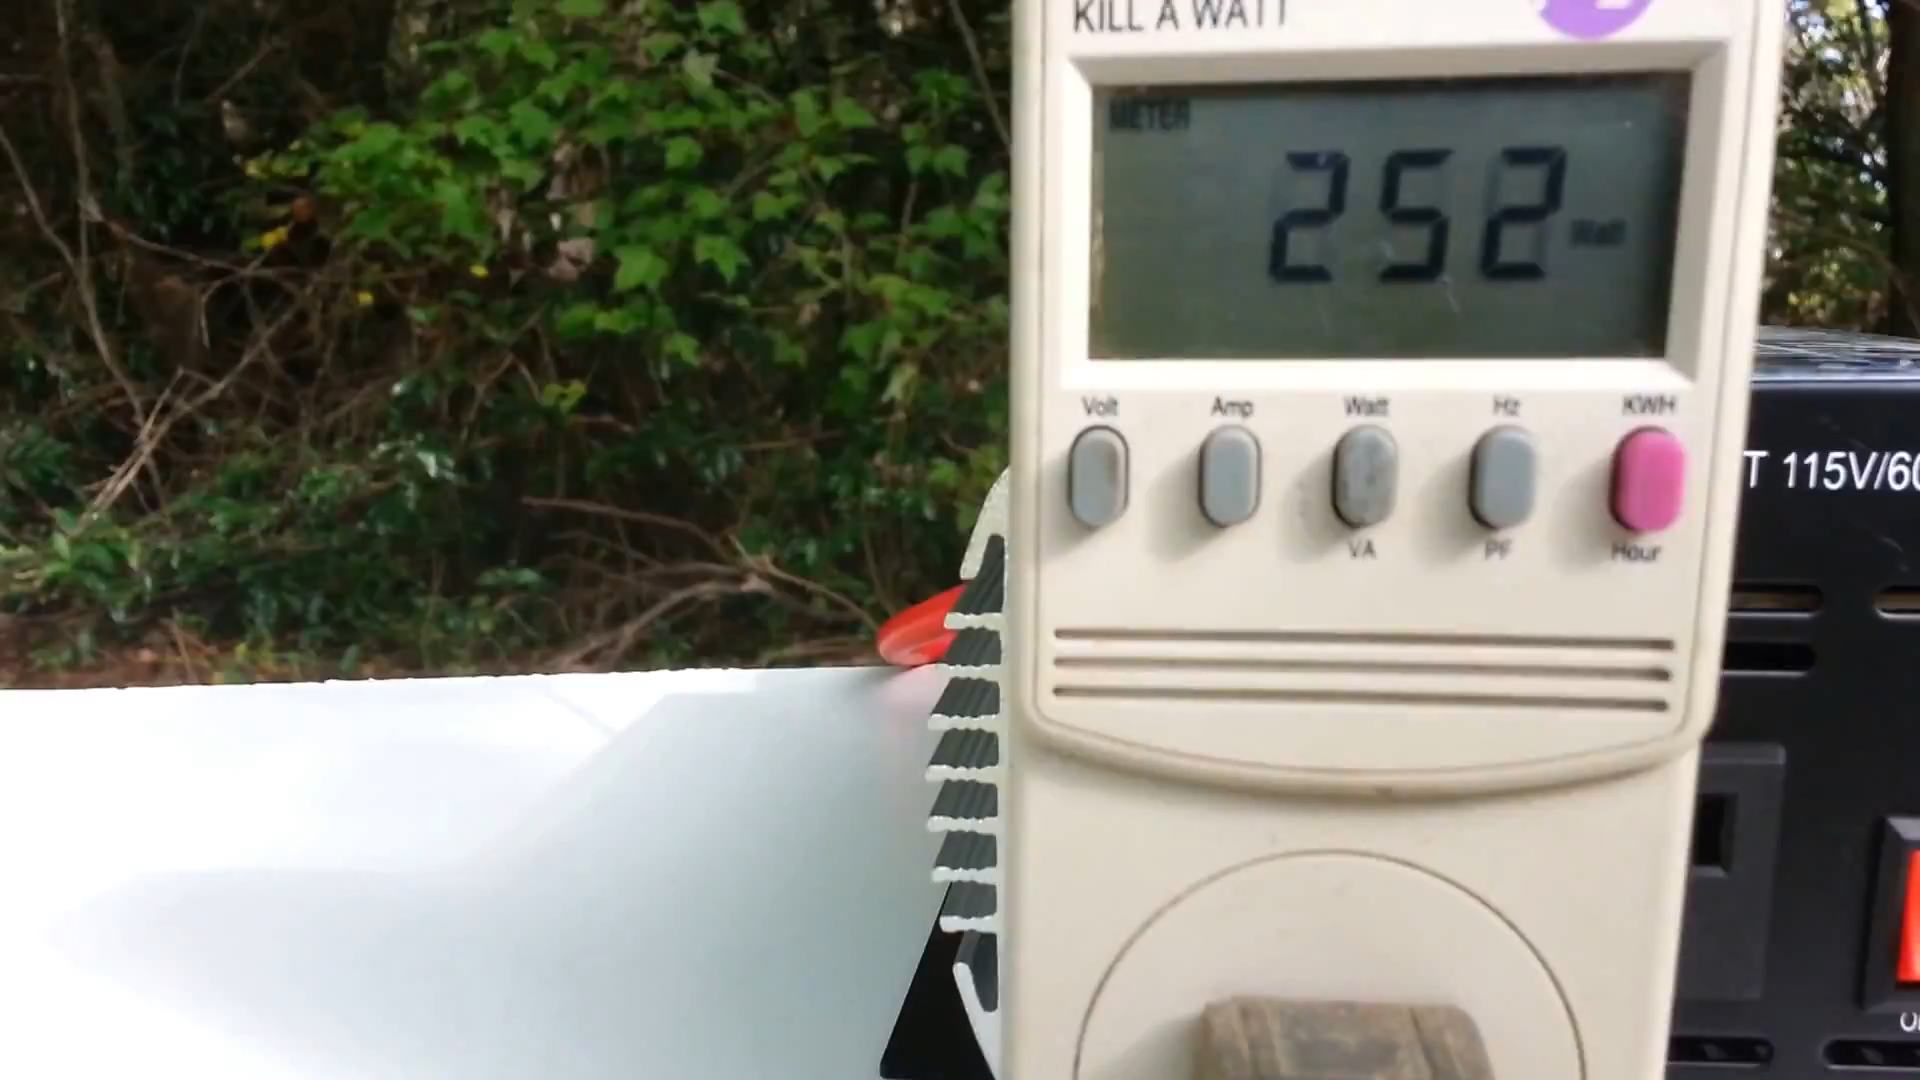 KILL A WATT
METER
252 Watt
Volt Amp Watt Hz KWH
VA PF Hour
T 115V/60